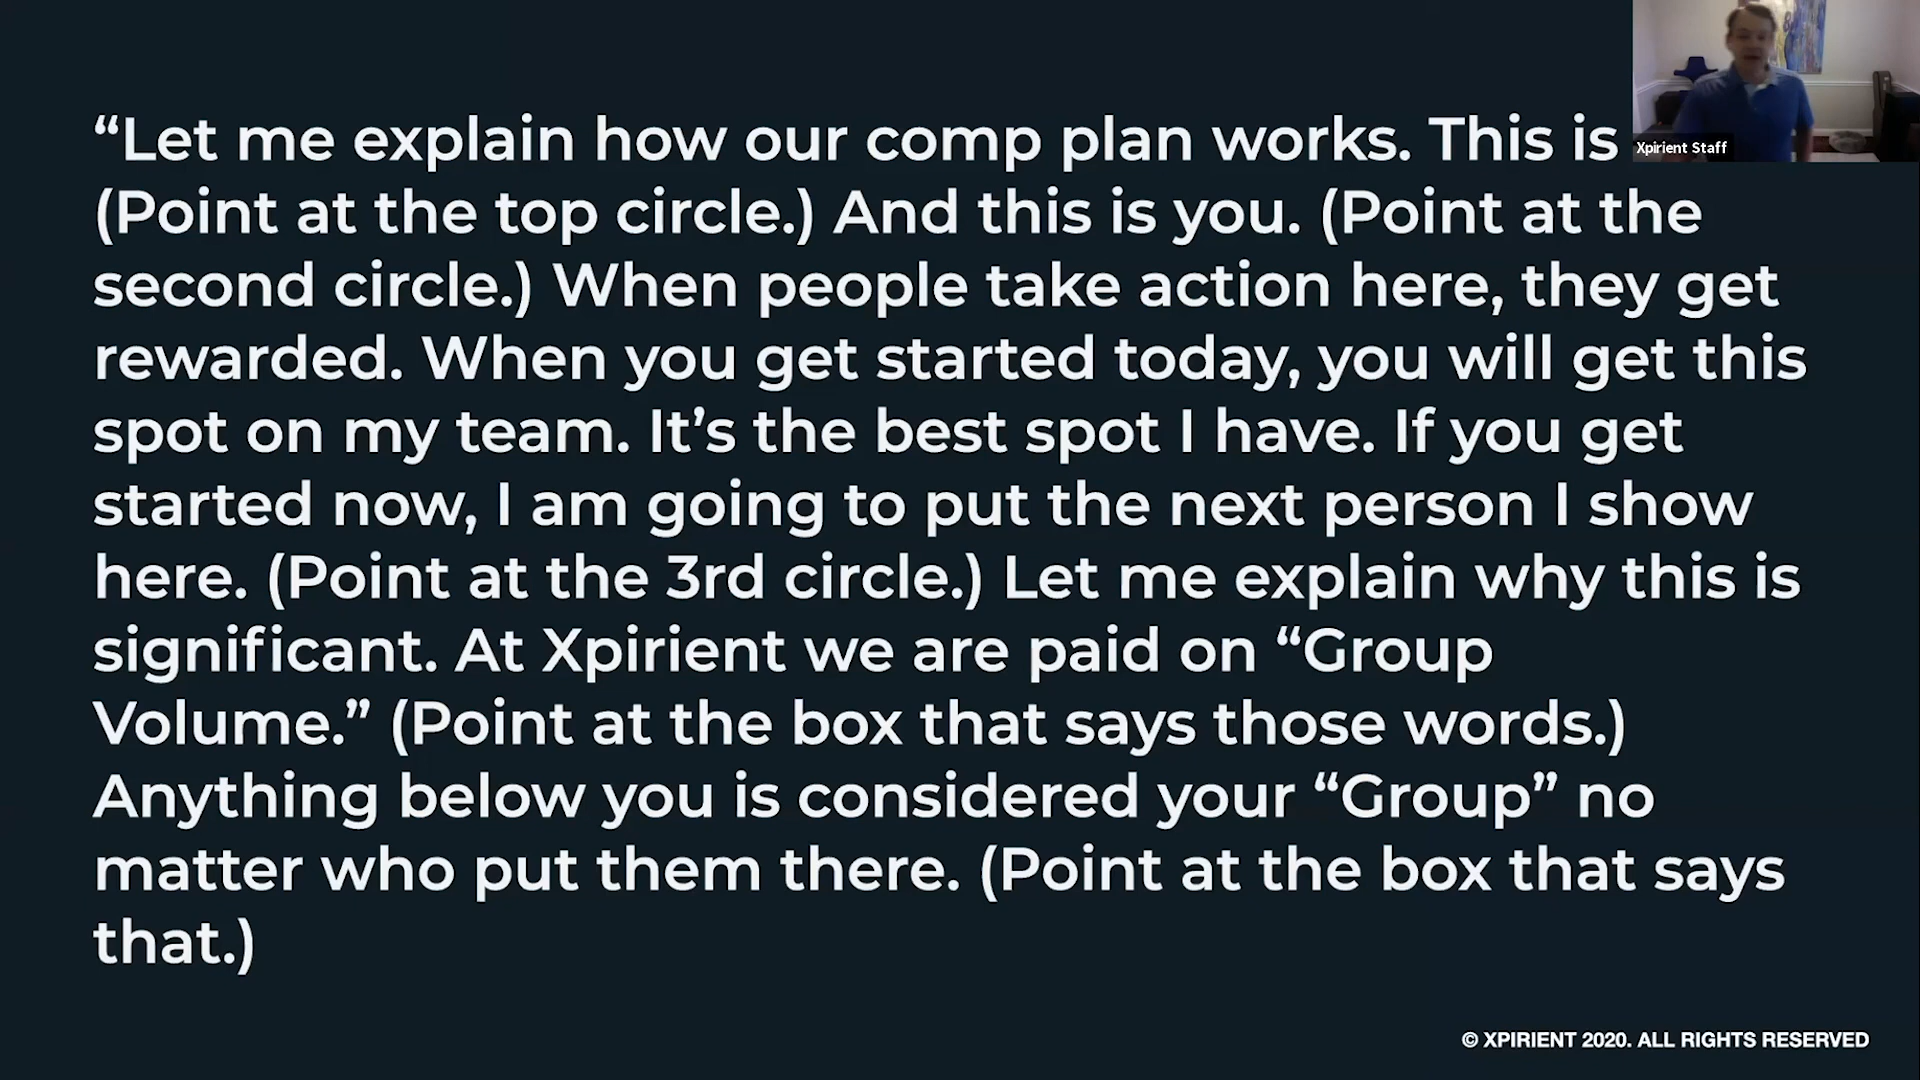 “Let me explain how our comp plan works. This is
(Point at the top circle.) And this is you. (Point at the
second circle.) When people take action here, they get
rewarded. When you get started today, you will get this
spot on my team. It’s the best spot I have. If you get
started now, I am going to put the next person I show
here. (Point at the 3rd circle.) Let me explain why this is
significant. At Xpirient we are paid on “Group
Volume.” (Point at the box that says those words.)
Anything below you is considered your “Group” no
matter who put them there. (Point at the box that says
that.)
Xpirient Staff
© XPIRIENT 2020. ALL RIGHTS RESERVED